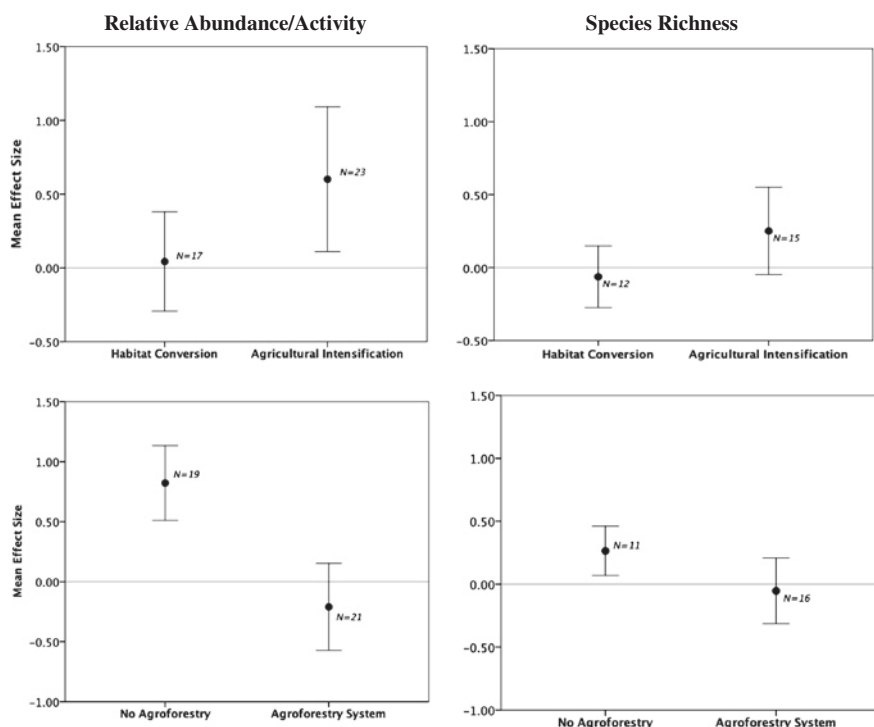 Relative Abundance/Activity
Species Richness
1.50
1.00
0.50
0.00
−0.50
Mean Effect Size
N=17
N=23
Habitat Conversion
Agricultural Intensification
1.50
1.00
0.50
0.00
−0.50
N=12
N=15
Habitat Conversion
Agricultural Intensification
1.50
1.00
0.50
0.00
−0.50
−1.00
Mean Effect Size
N=19
N=21
No Agroforestry
Agroforestry System
1.50
1.00
0.50
0.00
−0.50
−1.00
N=11
N=16
No Agroforestry
Agroforestry System